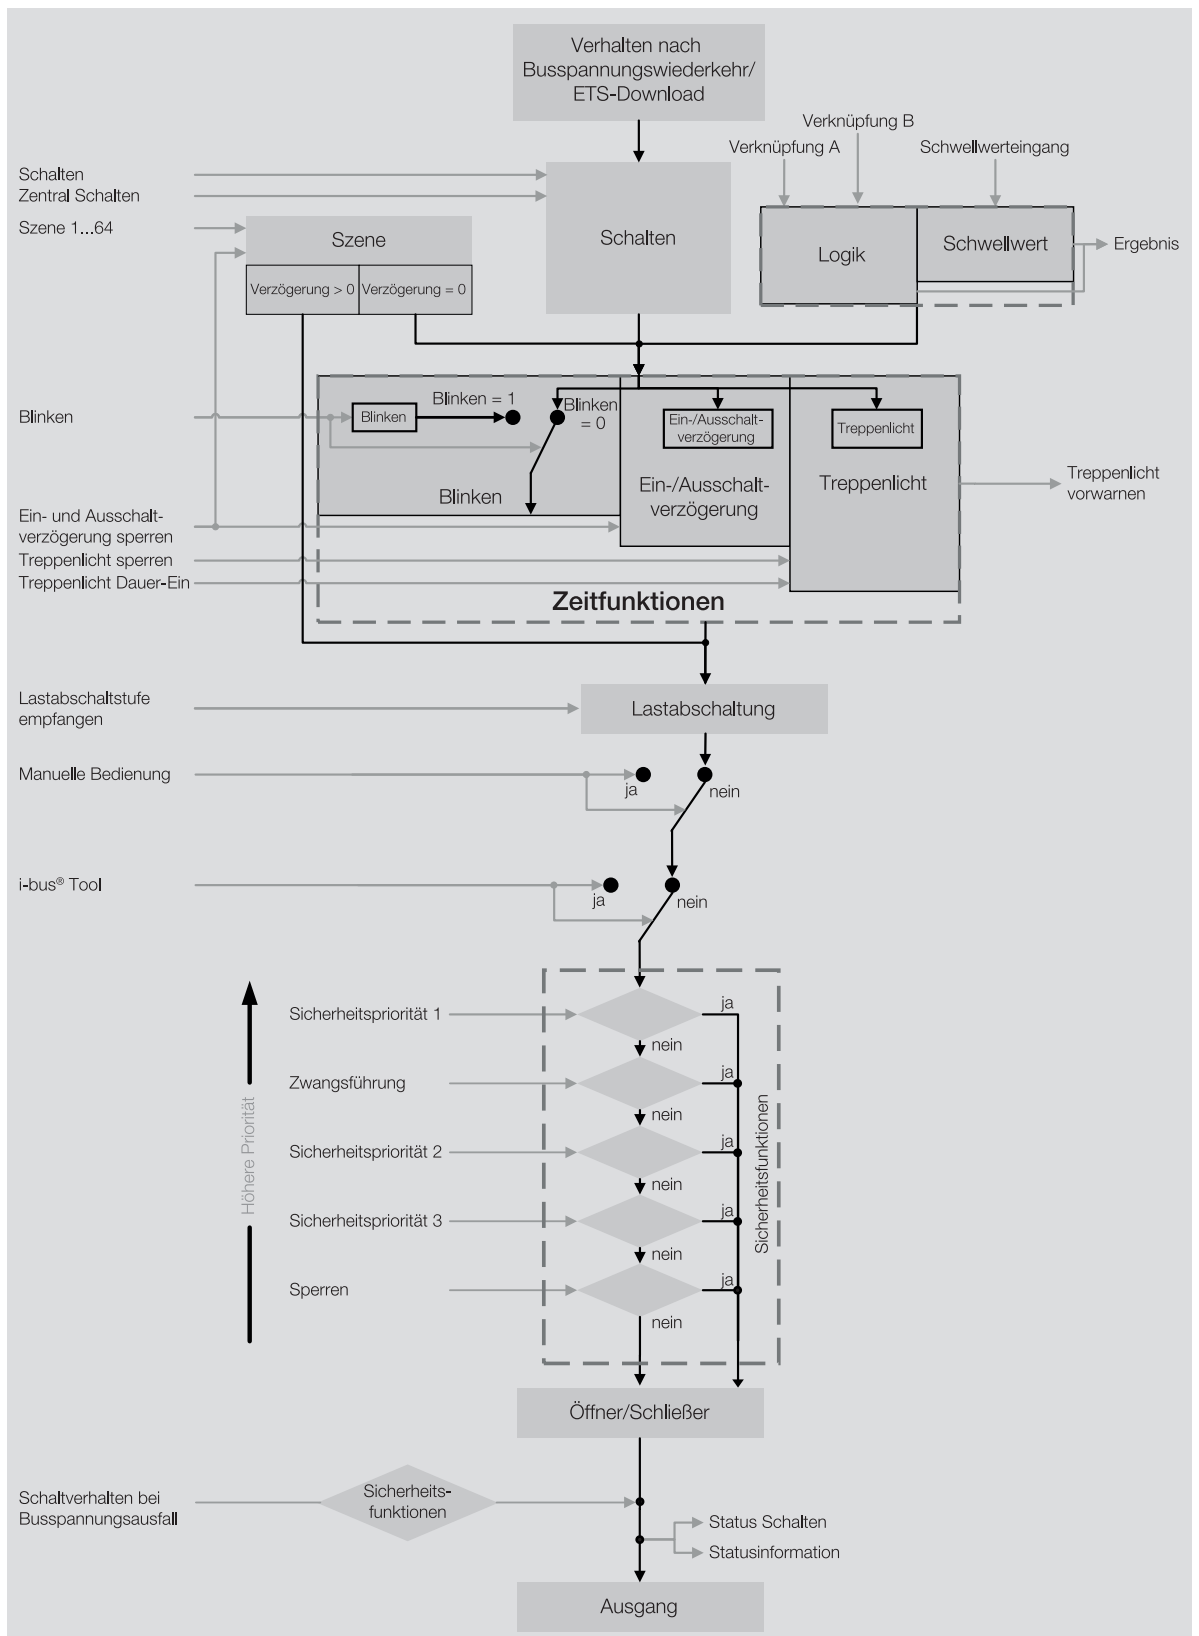 Verhalten nach
Busspannungswiederkehr/
ETS-Download
Verknüpfung B
Verknüpfung A
Schwellwerteingang
Schalten
Zentral Schalten
Szene 1...64
Szene
Schalten
Logik
Schwellwert
Ergebnis
Verzögerung > 0
Verzögerung = 0
Blinken
Blinken
Blinken = 1
Blinken
= 0
Ein-/Ausschalt-
verzögerung
Treppenlicht
Blinken
Ein-/Ausschalt-
verzögerung
Treppenlicht
Treppenlicht
vorwarnen
Ein- und Ausschalt-
verzögerung sperren
Treppenlicht sperren
Treppenlicht Dauer-Ein
Zeitfunktionen
Lastabschaltstufe
empfangen
Lastabschaltung
Manuelle Bedienung
ja
nein
i-bus® Tool
ja
nein
Höhere Priorität
Sicherheitspriorität 1
ja
nein
Zwangsführung
ja
nein
Sicherheitspriorität 2
ja
nein
Sicherheitspriorität 3
ja
nein
Sperren
ja
nein
Sicherheitsfunktionen
Öffner/Schließer
Schaltverhalten bei
Busspannungsausfall
Sicherheits-
funktionen
Status Schalten
Statusinformation
Ausgang